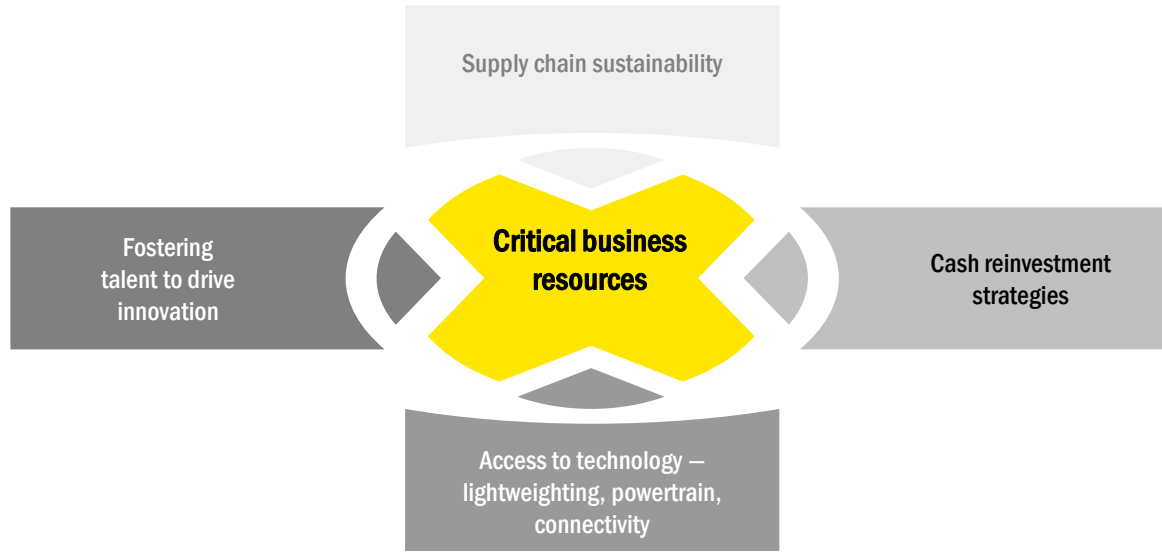 Supply chain sustainability
Critical business
resources
Fostering
talent to drive
innovation
Cash reinvestment
strategies
Access to technology —
lightweighting, powertrain,
connectivity